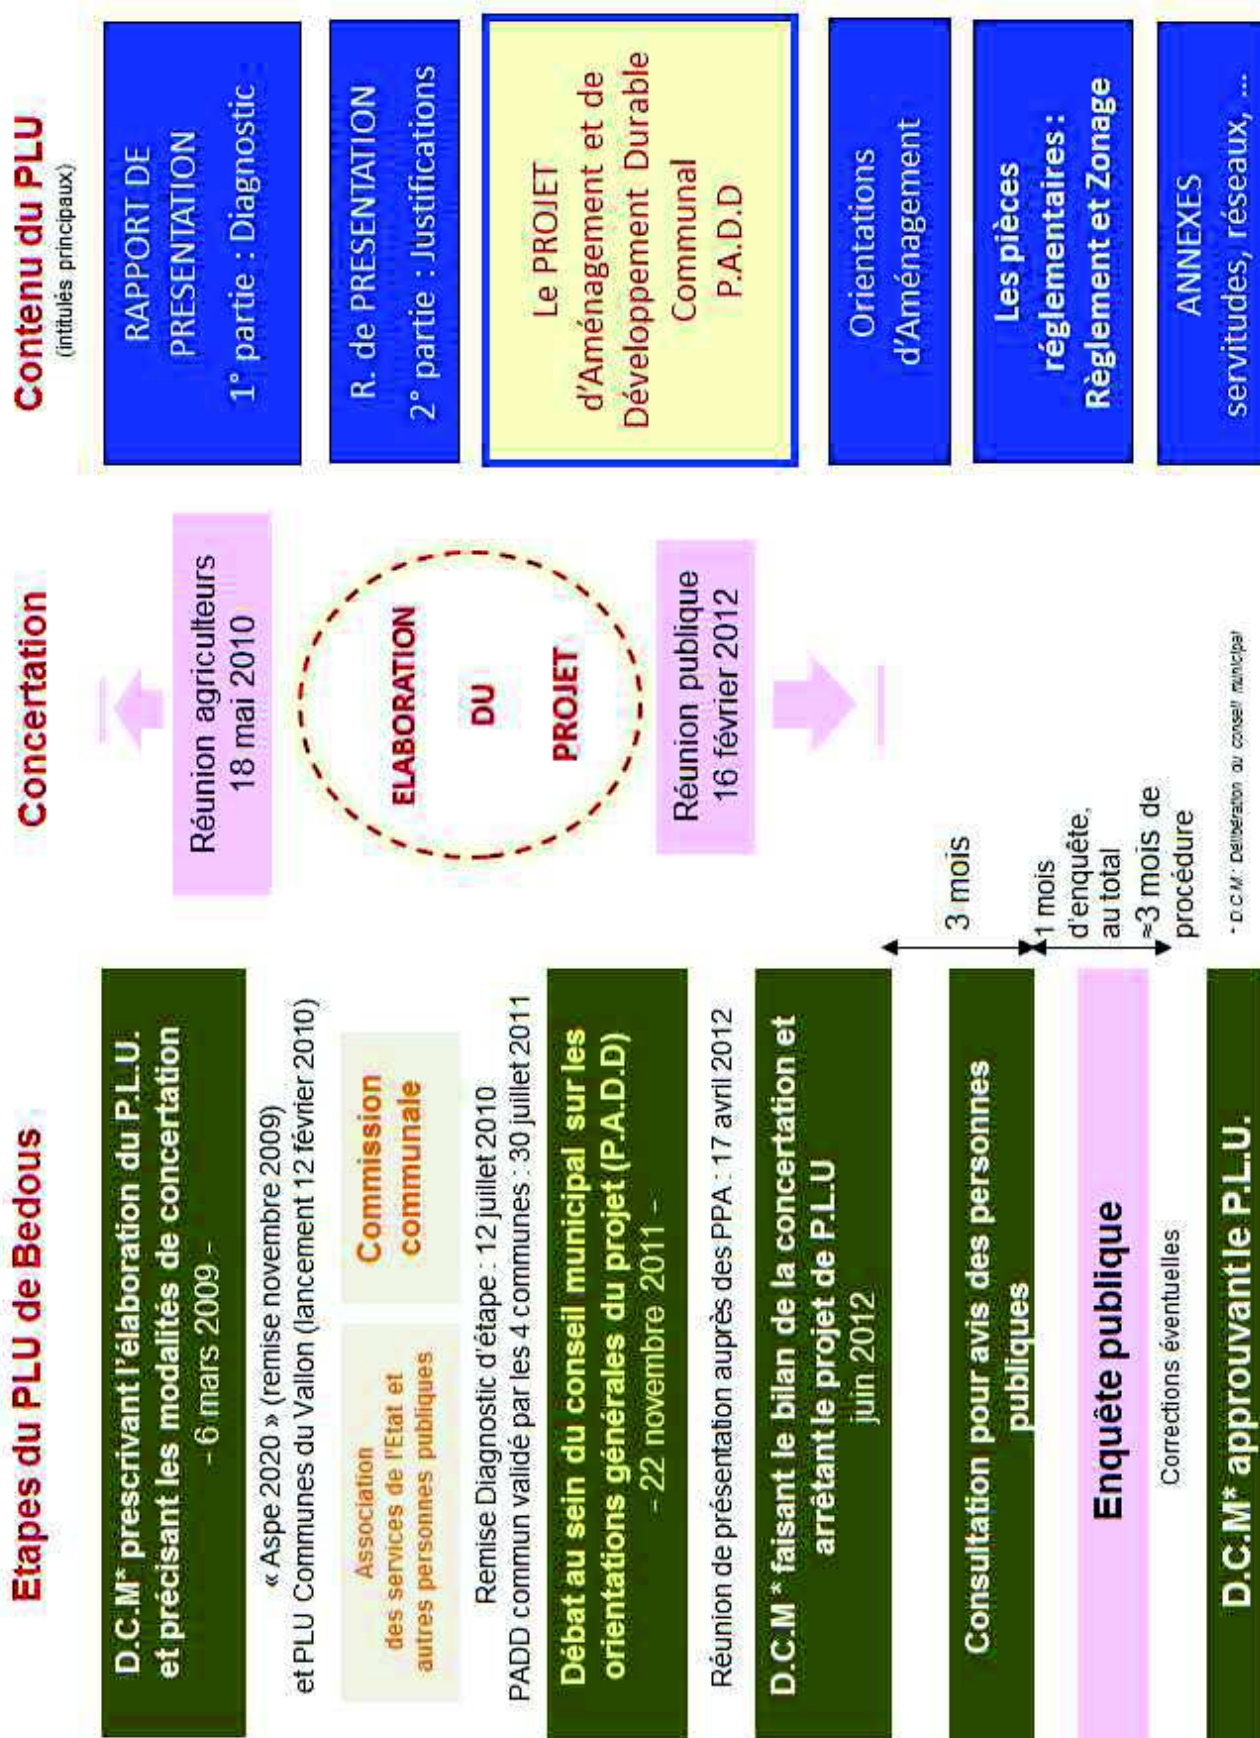 Etapes du PLU de Bedous
D.C.M* prescrivant l'élaboration du P.L.U.
et précisant les modalités de concertation
- 6 mars 2009 -
« Aspe 2020 » (remise novembre 2009)
et PLU Communes du Vallon (lancement 12 février 2010)
Association
des services de l'Etat et
autres personnes publiques
Commission
communale
Remise Diagnostic d'étape : 12 juillet 2010
PADD commun validé par les 4 communes : 30 juillet 2011
Débat au sein du conseil municipal sur les
orientations générales du projet (P.A.D.D)
- 22 novembre 2011 -
Réunion de présentation auprès des PPA : 17 avril 2012
D.C.M* faisant le bilan de la concertation et
arrêtant le projet de P.L.U
juin 2012
Consultation pour avis des personnes
publiques
Enquête publique
Corrections éventuelles
D.C.M* approuvant le P.L.U.
Concertation
Réunion agriculteurs
18 mai 2010
ELABORATION
DU
PROJET
Réunion publique
16 février 2012
3 mois
1 mois
d'enquête,
au total
≈3 mois de
procédure
* D.C.M.: Délibération du conseil municipal
Contenu du PLU
(intitulés principaux)
RAPPORT DE
PRESENTATION
1° partie : Diagnostic :
R. de PRESENTATION
2° partie : Justifications
Le PROJET
d'Aménagement et de
Développement Durable
Communal
P.A.D.D
Orientations
d'Aménagement
Les pièces
réglementaires :
Règlement et Zonage
ANNEXES
servitudes, réseaux, ...